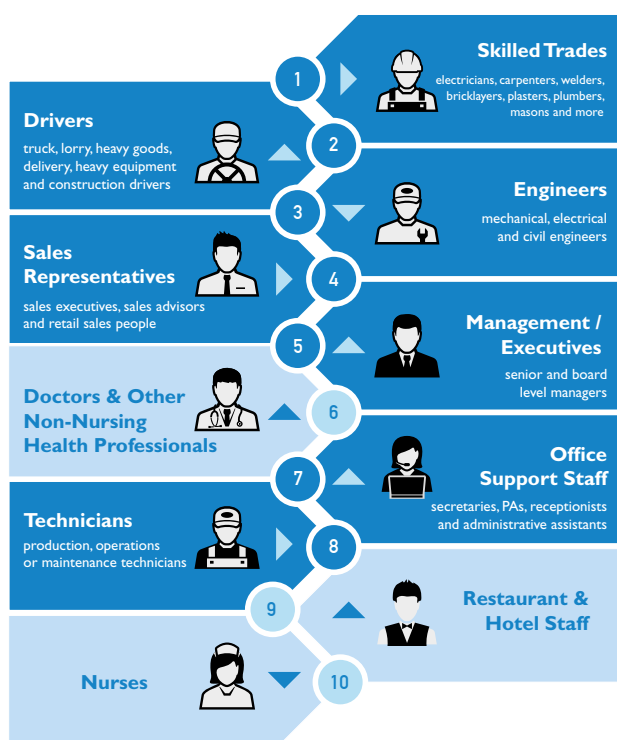 1
Skilled Trades
electricians, carpenters, welders,
bricklayers, plasters, plumbers,
masons and more
2
Drivers
truck, lorry, heavy goods,
delivery, heavy equipment
and construction drivers
3
Engineers
mechanical, electrical
and civil engineers
4
Sales
Representatives
sales executives, sales advisors
and retail sales people
5
Management /
Executives
senior and board
level managers
6
Doctors & Other
Non-Nursing
Health Professionals
7
Office
Support Staff
secretaries, PAs, receptionists
and administrative assistants
8
Technicians
production, operations
or maintenance technicians
9
Restaurant &
Hotel Staff
10
Nurses